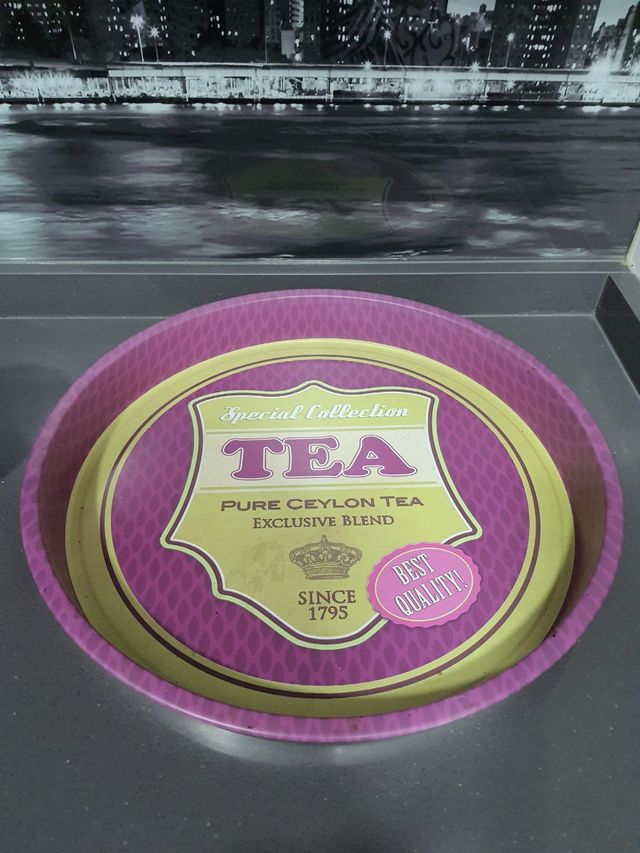 Special Collection
TEA
PURE CEYLON TEA
EXCLUSIVE BLEND
SINCE
1795
BEST
QUALITY!